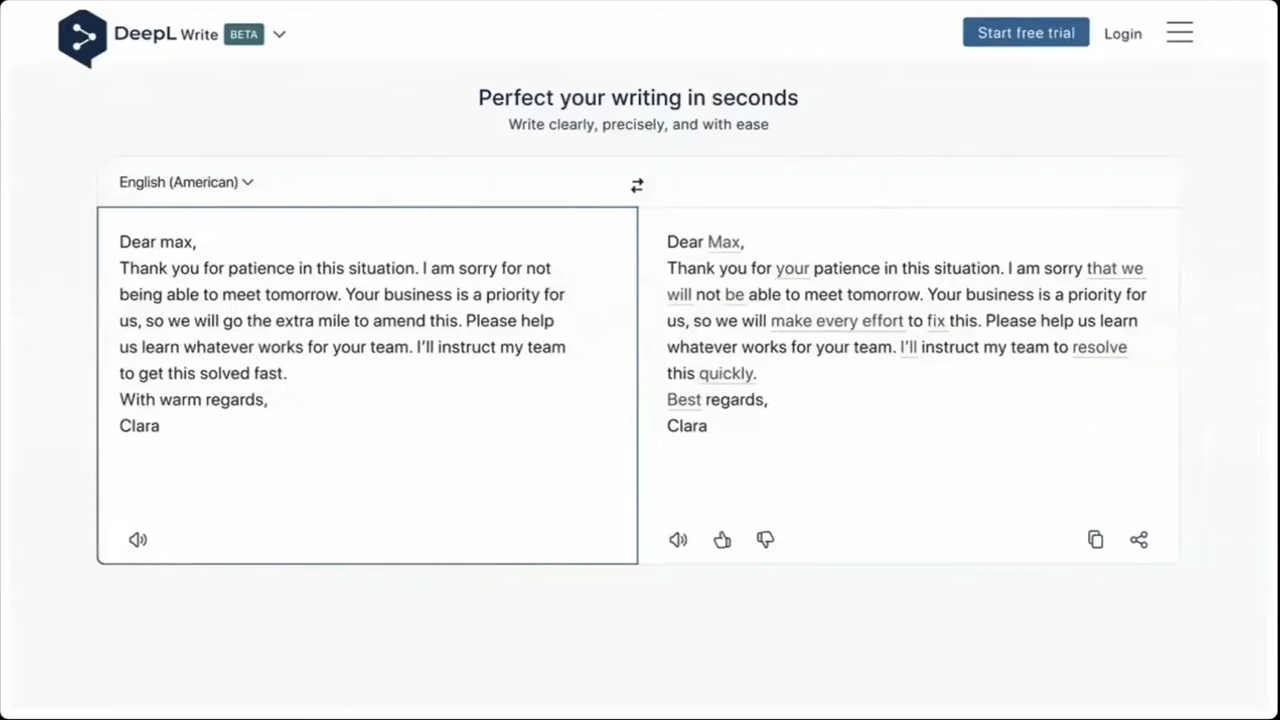 DeepL Write BETA
Start free trial
Login
Perfect your writing in seconds
Write clearly, precisely, and with ease
English (American)
Dear max,
Thank you for patience in this situation. I am sorry for not
being able to meet tomorrow. Your business is a priority for
us, so we will go the extra mile to amend this. Please help
us learn whatever works for your team. I’ll instruct my team
to get this solved fast.
With warm regards,
Clara
Dear Max,
Thank you for your patience in this situation. I am sorry that we
will not be able to meet tomorrow. Your business is a priority for
us, so we will make every effort to fix this. Please help us learn
whatever works for your team. I’ll instruct my team to resolve
this quickly.
Best regards,
Clara